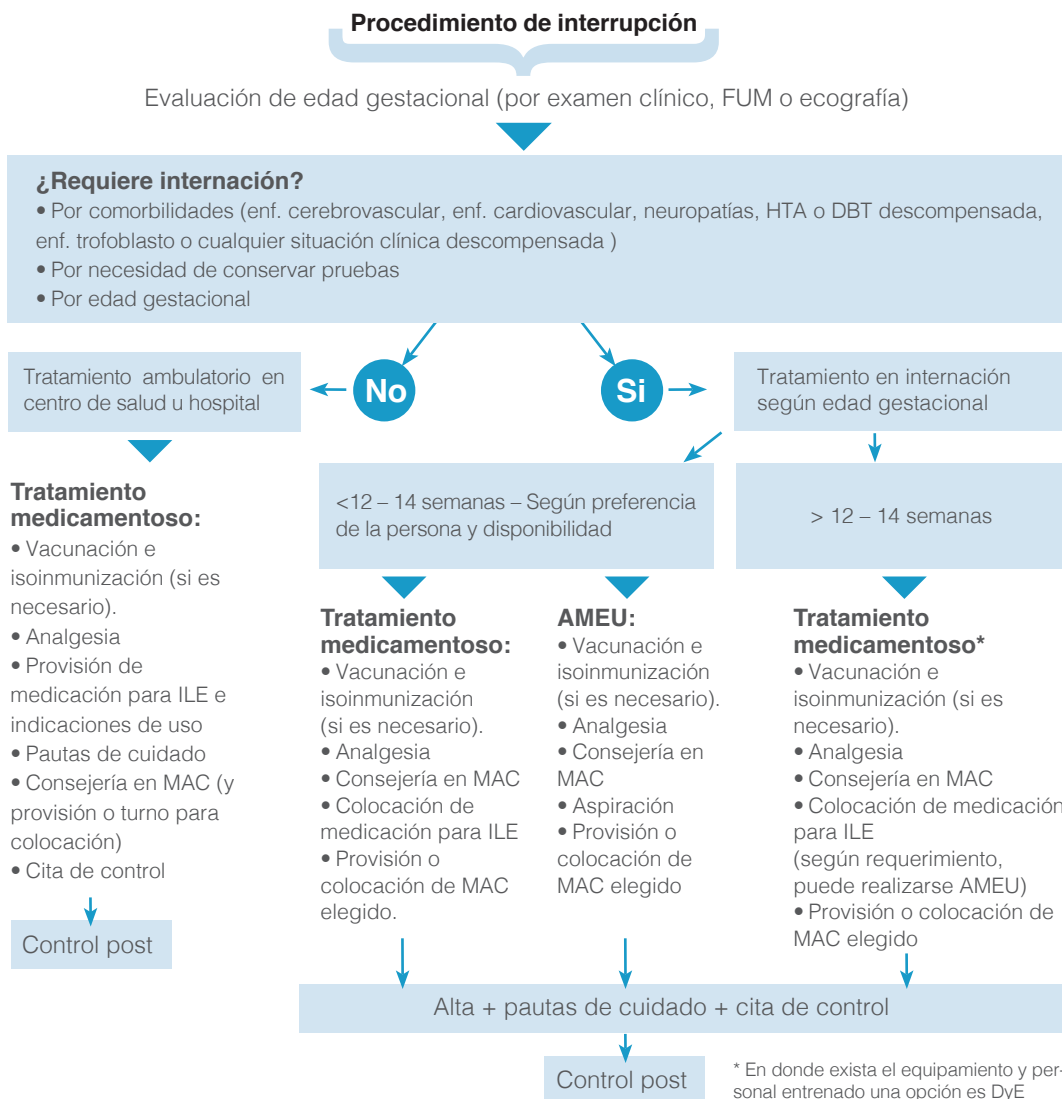 Procedimiento de interrupción
Evaluación de edad gestacional (por examen clínico, FUM o ecografía)
¿Requiere internación?
• Por comorbilidades (enf. cerebrovascular, enf. cardiovascular, neuropatías, HTA o DBT descompensada,
enf. trofoblasto o cualquier situación clínica descompensada )
• Por necesidad de conservar pruebas
• Por edad gestacional
No
Si
Tratamiento ambulatorio en
centro de salud u hospital
Tratamiento
medicamentoso:
• Vacunación e
isoinmunización (si es
necesario).
• Analgesia
• Provisión de
medicación para ILE e
indicaciones de uso
• Pautas de cuidado
• Consejería en MAC (y
provisión o turno para
colocación)
• Cita de control
Control post
Tratamiento en internación
según edad gestacional
<12 – 14 semanas – Según preferencia
de la persona y disponibilidad
Tratamiento
medicamentoso:
• Vacunación e
isoinmunización
(si es necesario).
• Analgesia
• Consejería en MAC
• Colocación de
medicación para ILE
• Provisión o
colocación de MAC
elegido.
AMEU:
• Vacunación e
isoinmunización
(si es necesario).
• Analgesia
• Consejería en
MAC
• Aspiración
• Provisión o
colocación de
MAC elegido
> 12 – 14 semanas
Tratamiento
medicamentoso*
• Vacunación e
isoinmunización (si es
necesario).
• Analgesia
• Consejería en MAC
• Colocación de medicación
para ILE
(según requerimiento,
puede realizarse AMEU)
• Provisión o colocación de
MAC elegido
Alta + pautas de cuidado + cita de control
Control post
* En donde exista el equipamiento y per-
sonal entrenado una opción es DyE